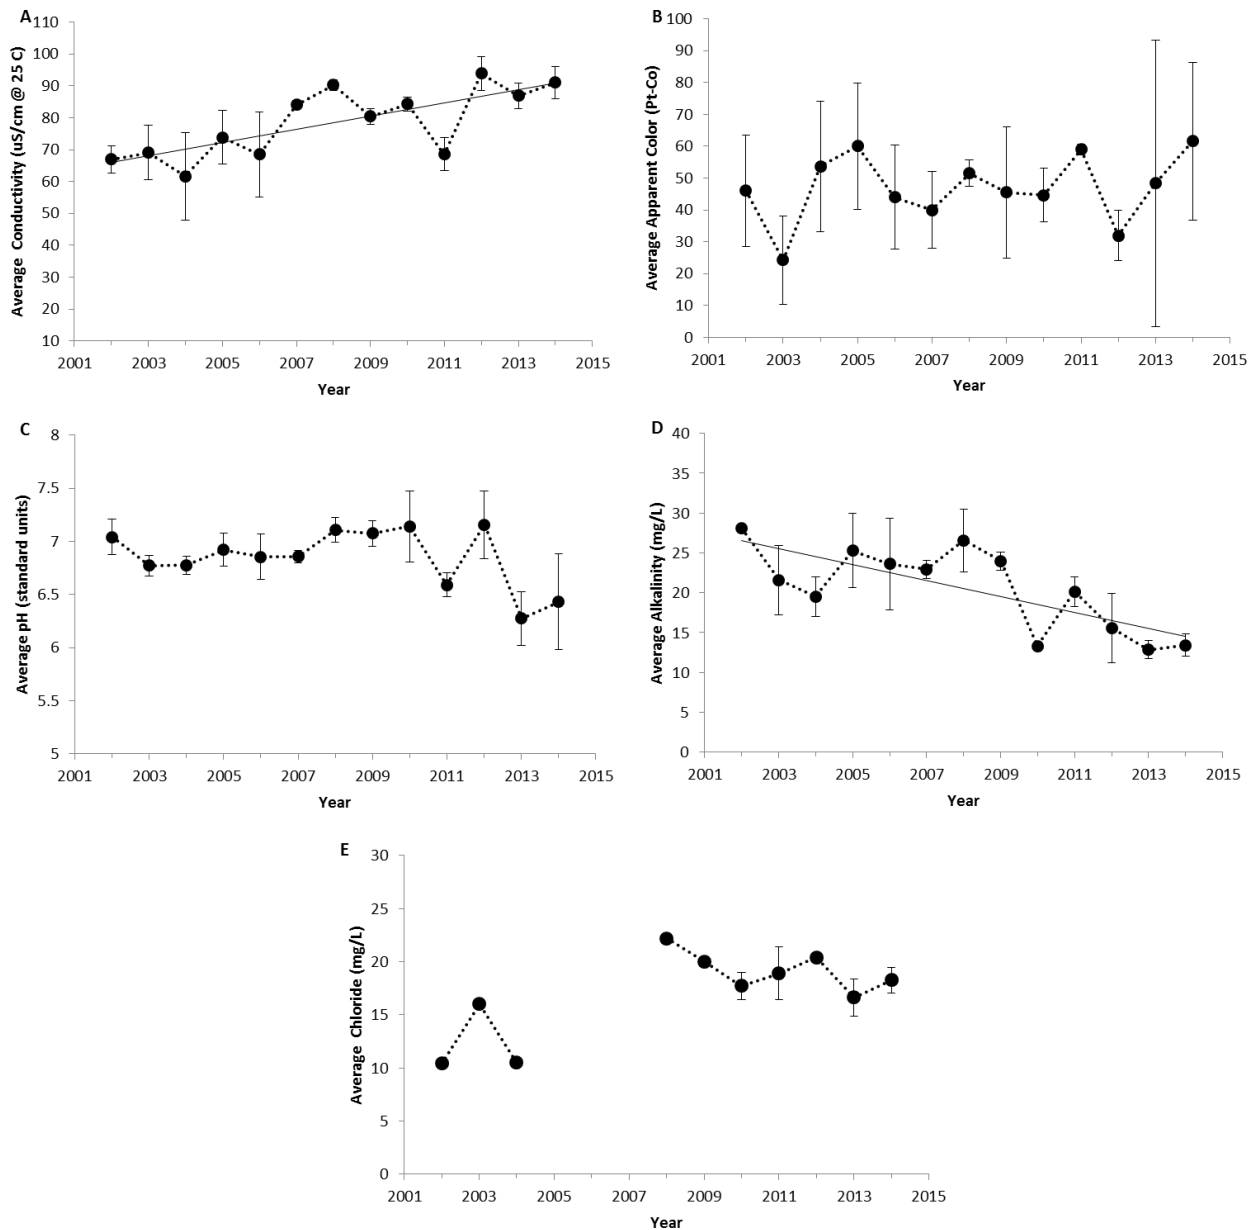 A
Average Conductivity (uS/cm @ 25 C)
110
100
90
80
70
60
50
40
30
20
10
2001 2003 2005 2007 2009 2011 2013 2015
Year
B
Average Apparent Color (Pt-Co)
100
90
80
70
60
50
40
30
20
10
0
2001 2003 2005 2007 2009 2011 2013 2015
Year
C
Average pH (standard units)
8
7.5
7
6.5
6
5.5
5
2001 2003 2005 2007 2009 2011 2013 2015
Year
D
Average Alkalinity (mg/L)
40
35
30
25
20
15
10
5
0
2001 2003 2005 2007 2009 2011 2013 2015
Year
E
Average Chloride (mg/L)
30
25
20
15
10
5
0
2001 2003 2005 2007 2009 2011 2013 2015
Year